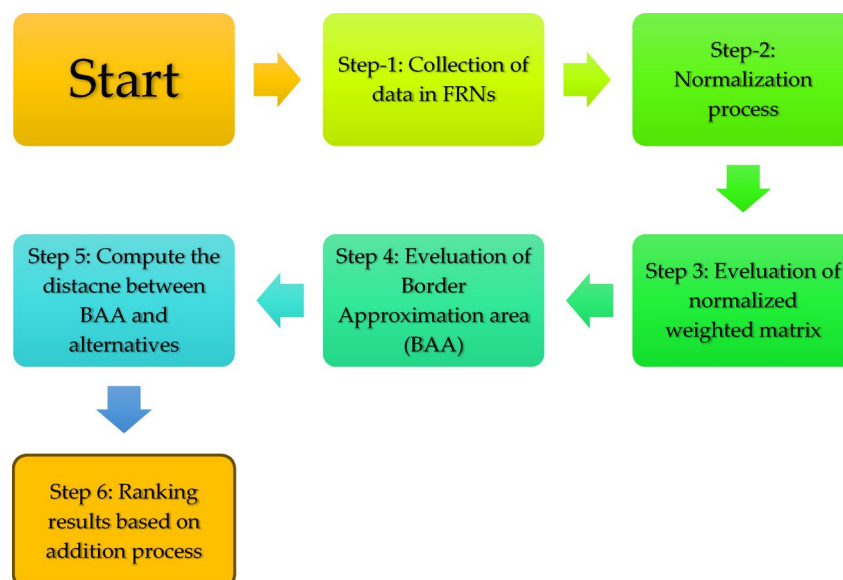 Start
Step-1: Collection of
data in FRNs
Step-2:
Normalization
process
Step 3: Eveluation of
normalized
weighted matrix
Step 4: Eveluation of
Border
Approximation area
(BAA)
Step 5: Compute the
distacne between
BAA and
alternatives
Step 6: Ranking
results based on
addition process